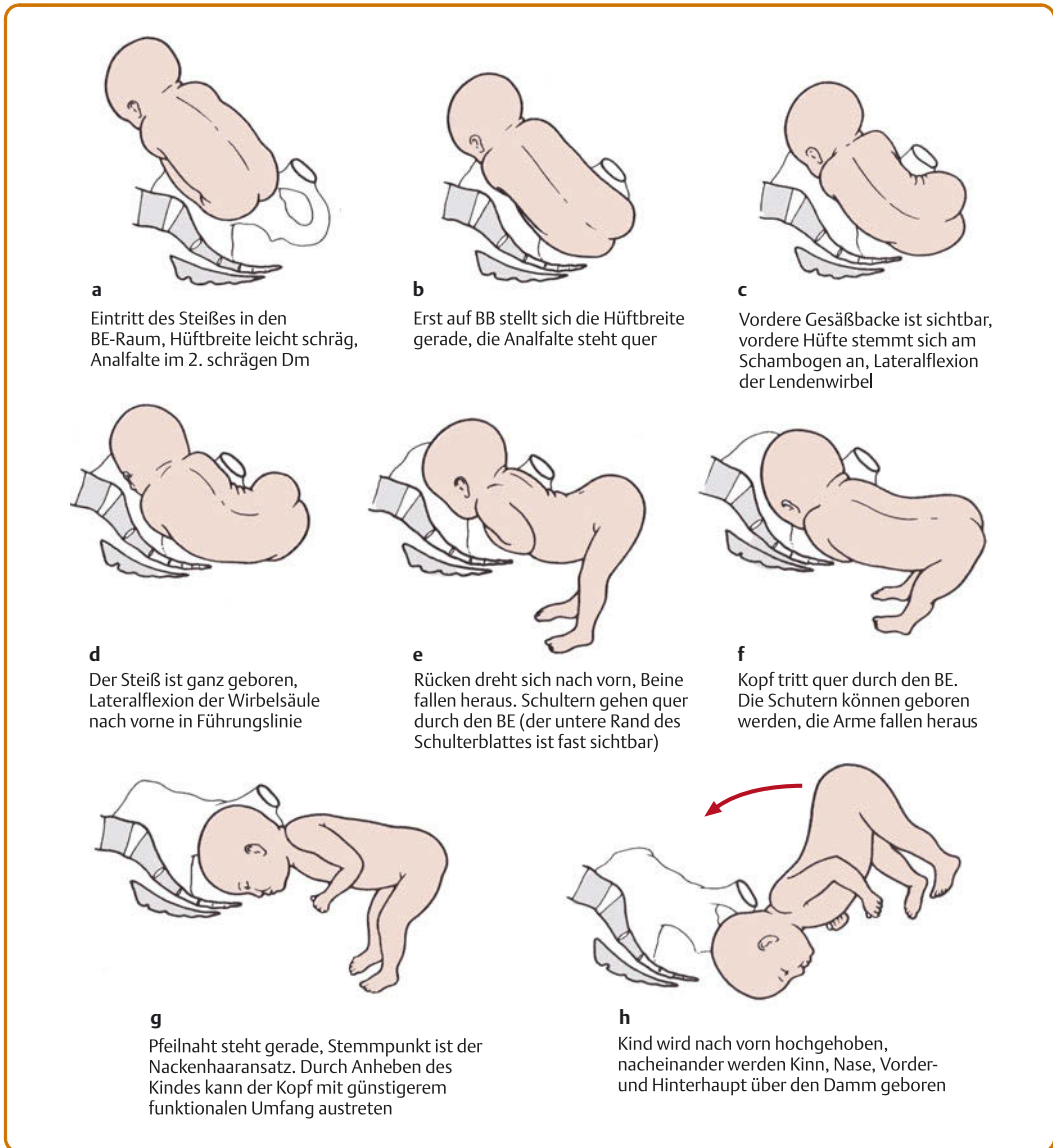 a
Eintritt des Steißes in den
BE-Raum, Hüftbreite leicht schräg,
Analfalte im 2. schrägen Dm
b
Erst auf BB stellt sich die Hüftbreite
gerade, die Analfalte steht quer
c
Vordere Gesäßbacke ist sichtbar,
vordere Hüfte stemmt sich am
Schambogen an, Lateralflexion
der Lendenwirbel
d
Der Steiß ist ganz geboren,
Lateralflexion der Wirbelsäule
nach vorne in Führungslinie
e
Rücken dreht sich nach vorn, Beine
fallen heraus. Schultern gehen quer
durch den BE (der untere Rand des
Schulterblattes ist fast sichtbar)
f
Kopf tritt quer durch den BE.
Die Schutern können geboren
werden, die Arme fallen heraus
g
Pfeilnaht steht gerade, Stemmpunkt ist der
Nackenhaaransatz. Durch Anheben des
Kindes kann der Kopf mit günstigerem
funktionalen Umfang austreten
h
Kind wird nach vorn hochgehoben,
nacheinander werden Kinn, Nase, Vorder-
und Hinterhaupt über den Damm geboren